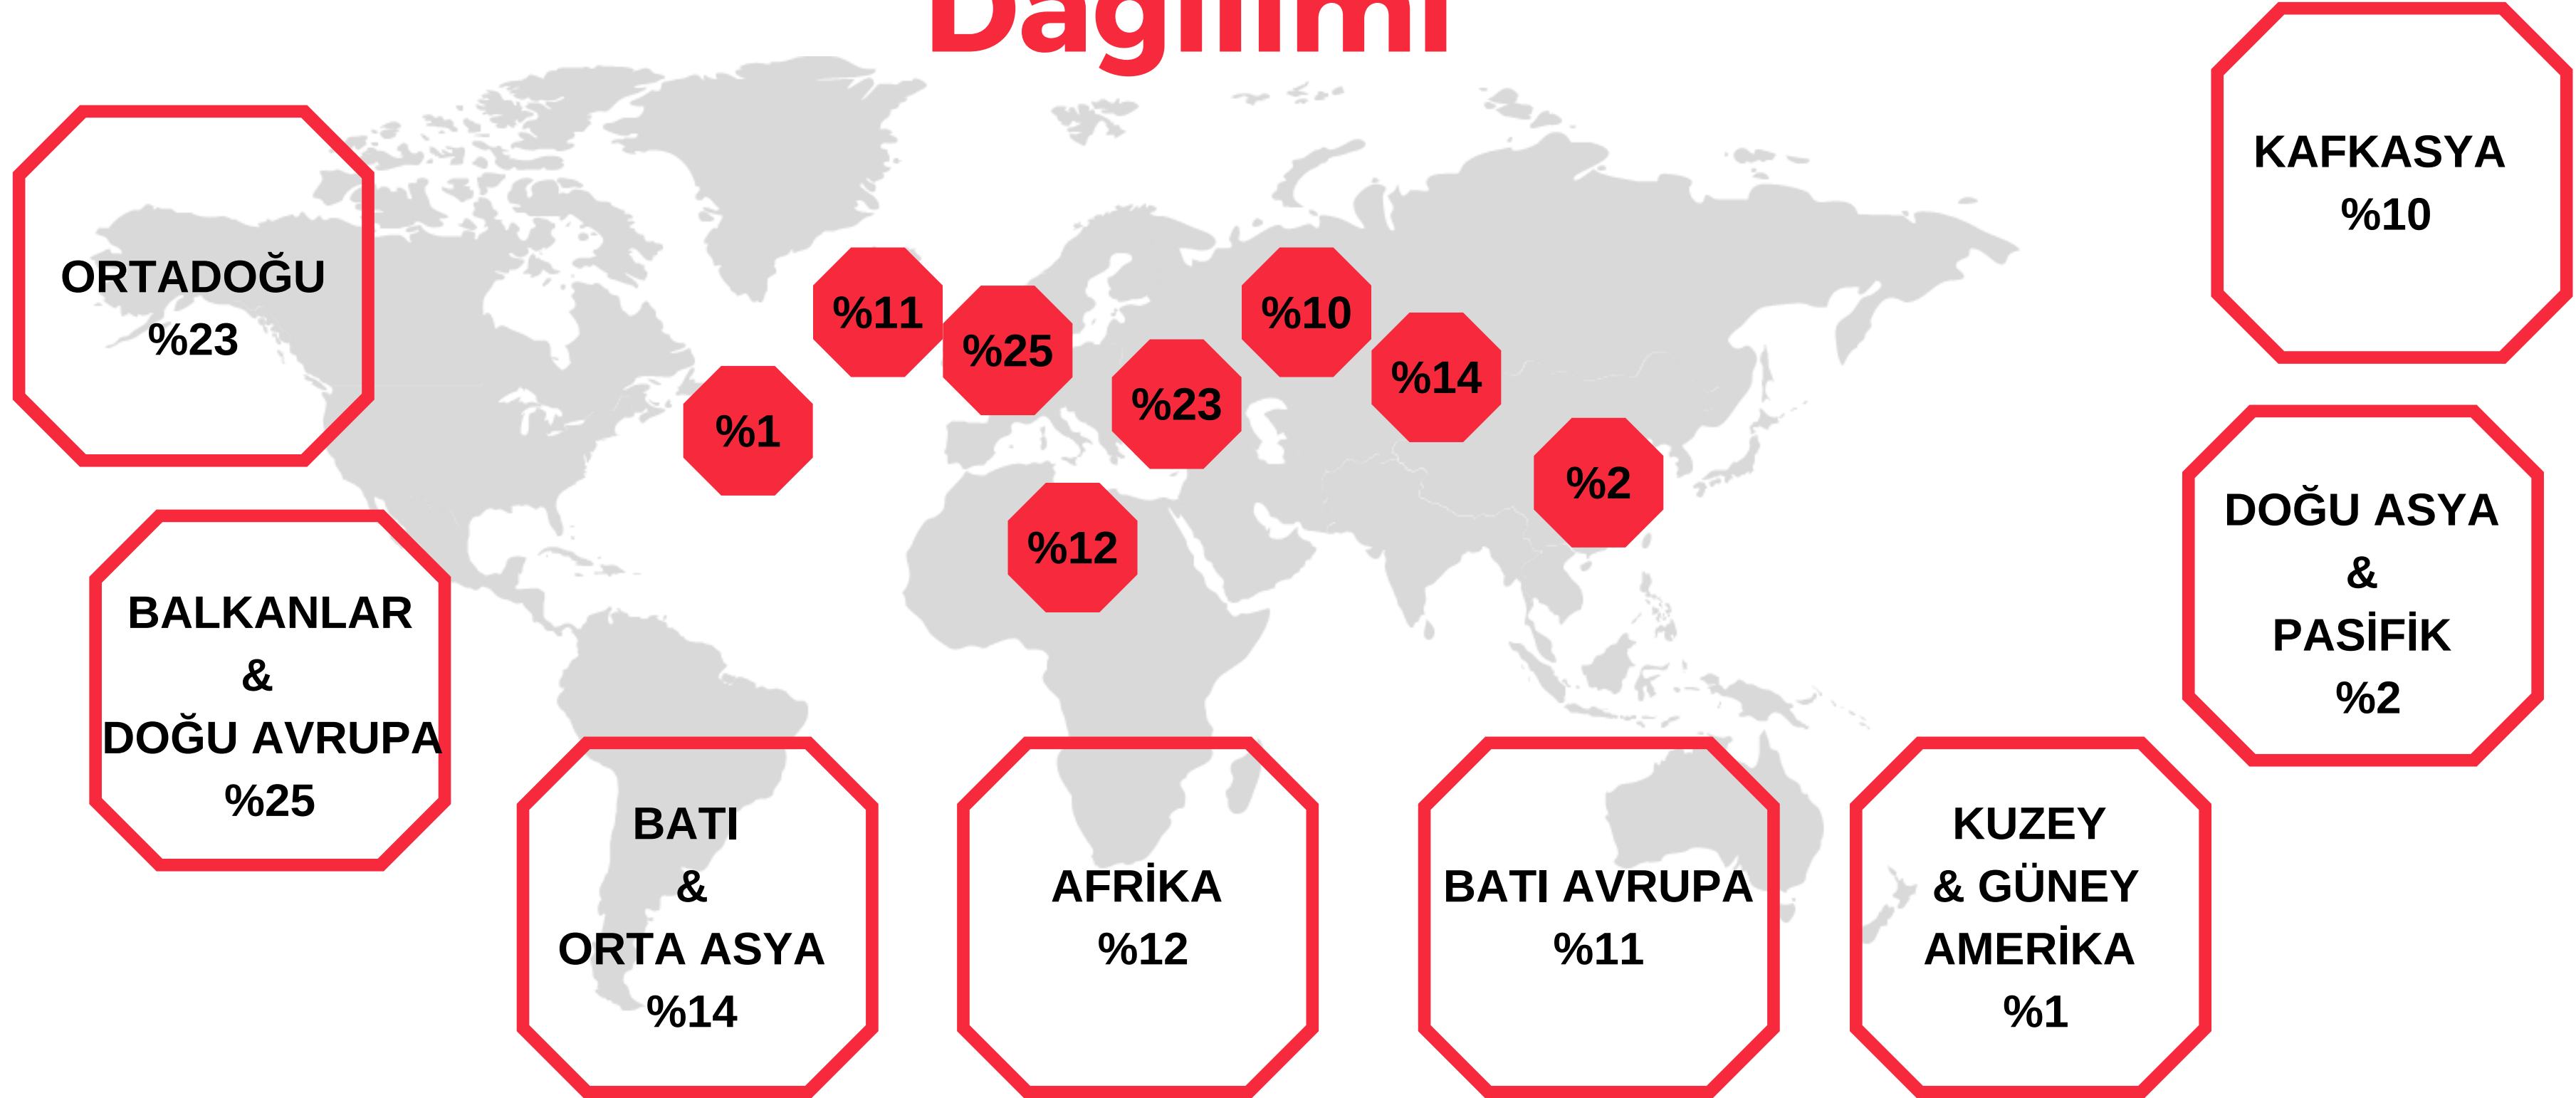 Dağılımı
KAFKASYA
%10
ORTADOĞU
%23
%11
%25
%10
%14
%23
%1
%2
%12
DOĞU ASYA
&
PASİFİK
%2
BALKANLAR
&
DOĞU AVRUPA
%25
BATI
&
ORTA ASYA
%14
AFRİKA
%12
BATI AVRUPA
%11
KUZEY
& GÜNEY
AMERİKA
%1